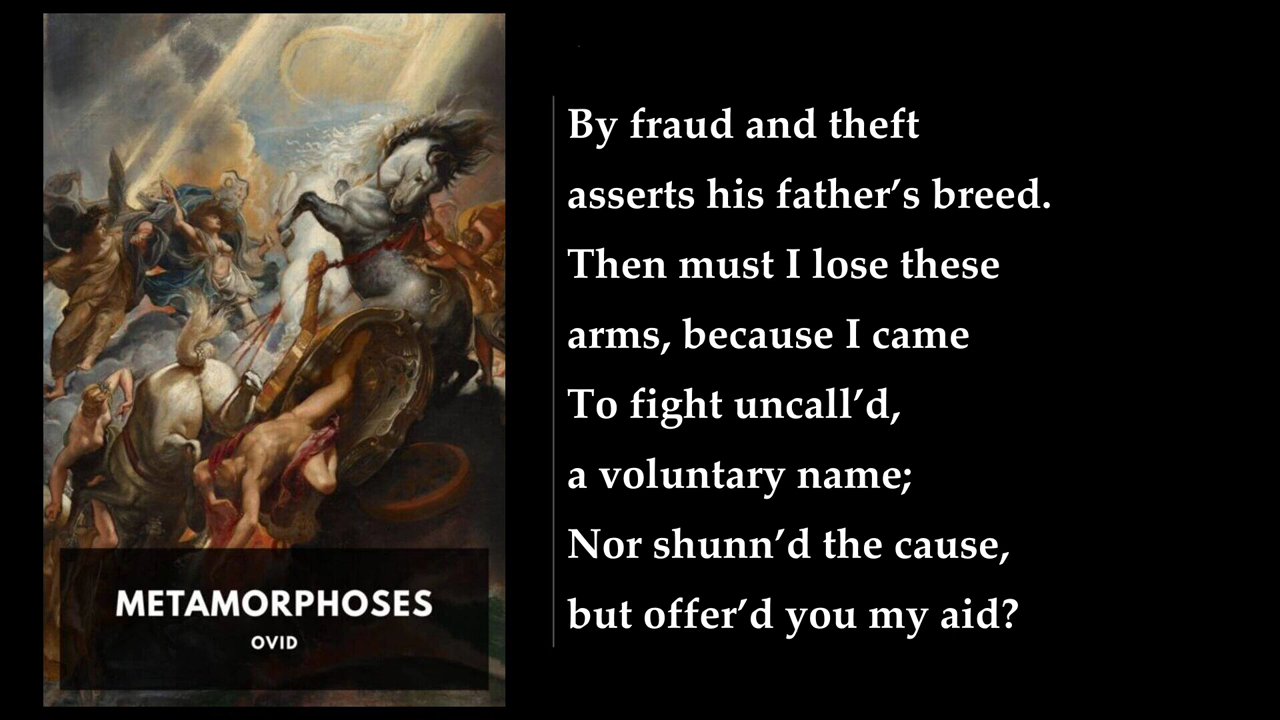 METAMORPHOSES
OVID
By fraud and theft
asserts his father’s breed.
Then must I lose these
arms, because I came
To fight uncall’d,
a voluntary name;
Nor shunn’d the cause,
but offer’d you my aid?